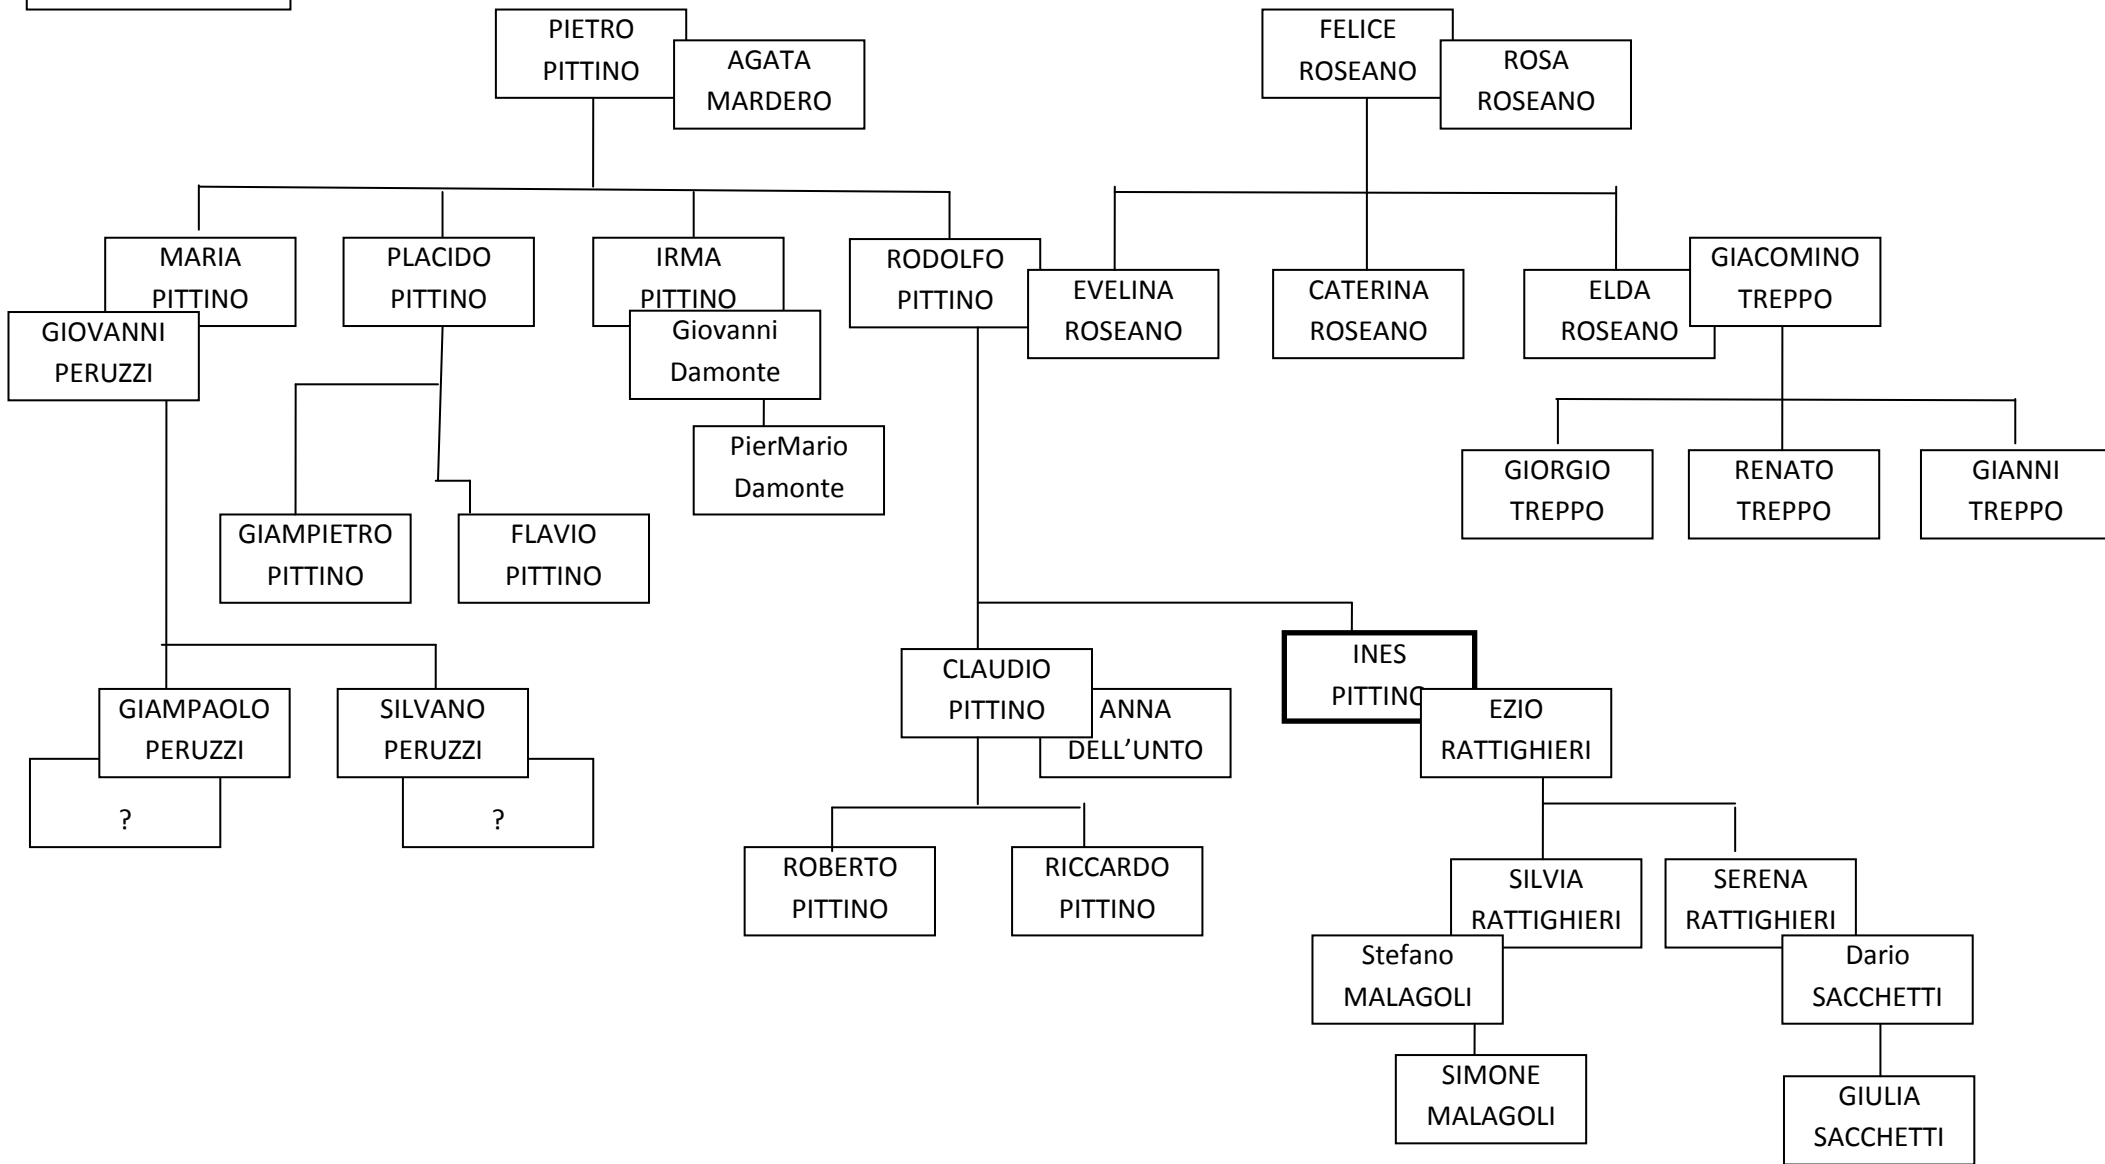 PIETRO
PITTINO
AGATA
MARDERO
FELICE
ROSEANO
ROSA
ROSEANO
MARIA
PITTINO
GIOVANNI
PERUZZI
PLACIDO
PITTINO
IRMA
PITTINO
Giovanni
Damonte
PierMario
Damonte
RODOLFO
PITTINO
EVELINA
ROSEANO
CATERINA
ROSEANO
ELDA
ROSEANO
GIACOMINO
TREPPO
GIORGIO
TREPPO
RENATO
TREPPO
GIANNI
TREPPO
GIAMPIETRO
PITTINO
FLAVIO
PITTINO
GIAMPAOLO
PERUZZI
?
SILVANO
PERUZZI
?
CLAUDIO
PITTINO
ANNA
DELL’UNTO
INES
PITTINO
EZIO
RATTIGHIERI
ROBERTO
PITTINO
RICCARDO
PITTINO
SILVIA
RATTIGHIERI
SERENA
RATTIGHIERI
Stefano
MALAGOLI
Dario
SACCHETTI
SIMONE
MALAGOLI
GIULIA
SACCHETTI